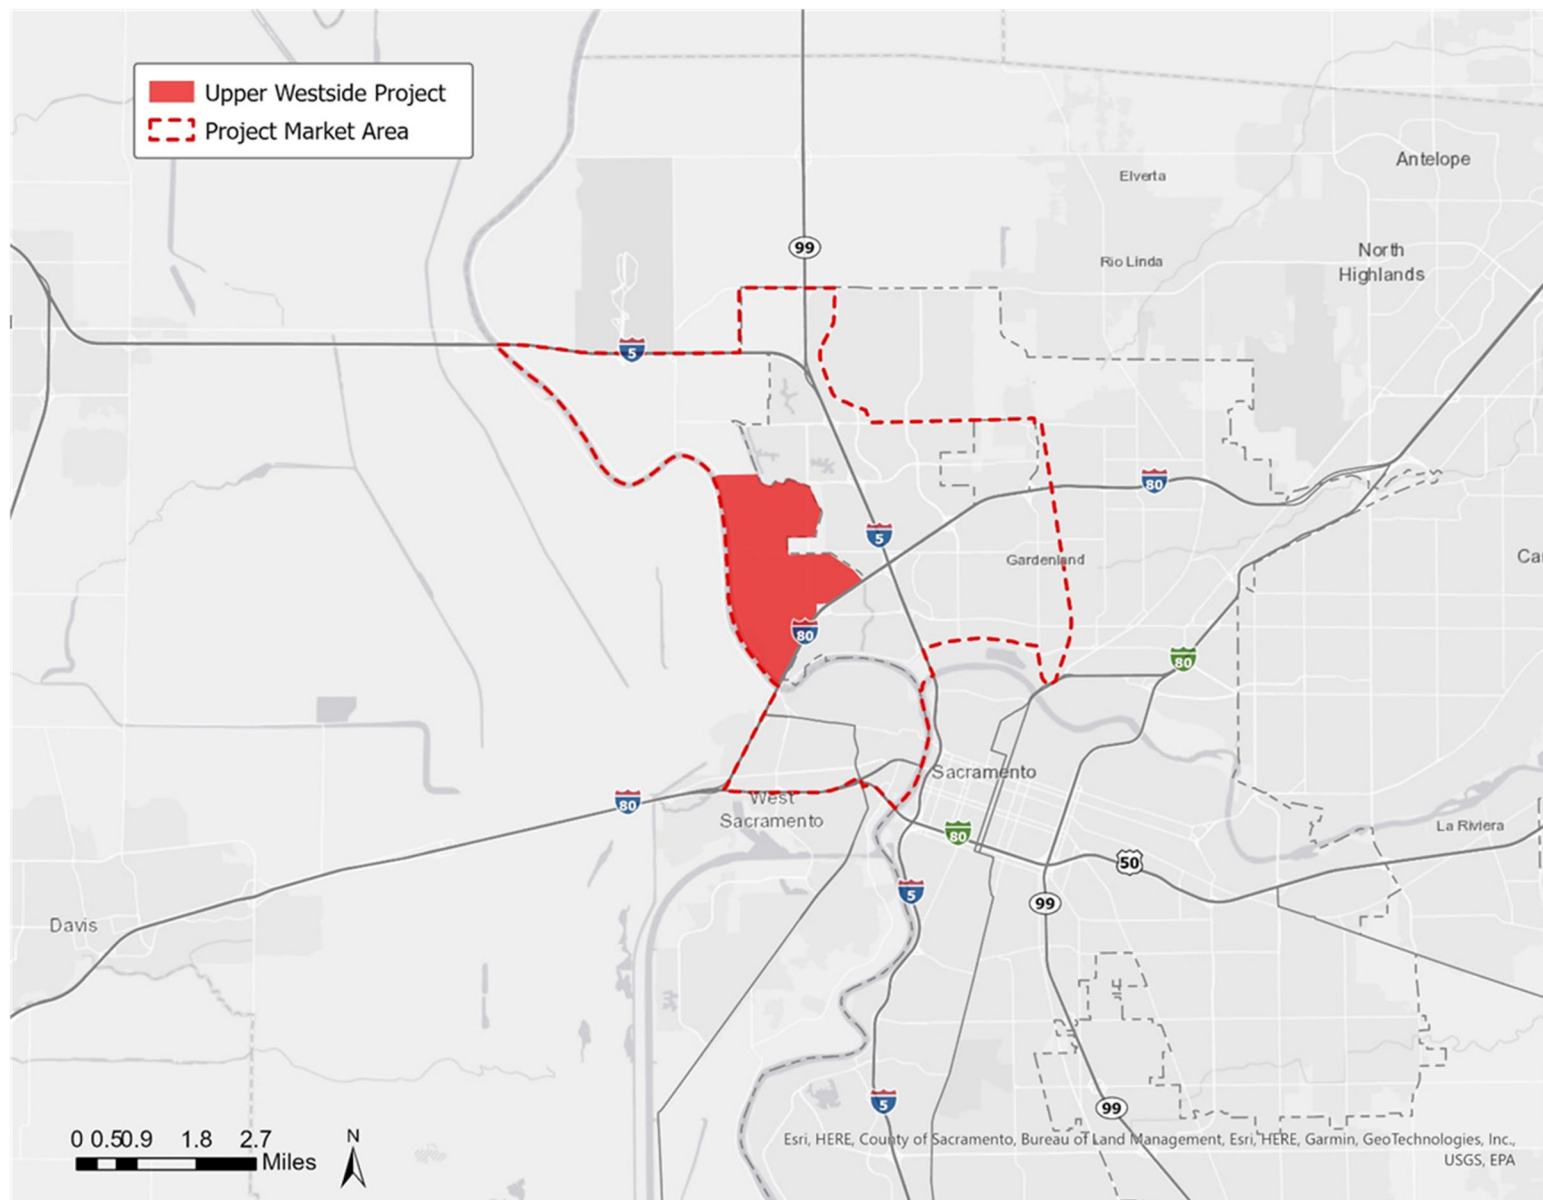 Upper Westside Project
Project Market Area
Antelope
Elverta
99
North
Highlands
Rio Linda
5
80
5
Gardenland
Ca
80
80
Sacramento
80
West
Sacramento
La Riviera
80
50
5
99
Davis
5
99
0 0.50.9 1.8 2.7
Miles
N
Esri, HERE, County of Sacramento, Bureau of Land Management, Esri, HERE, Garmin, GeoTechnologies, Inc.,
USGS, EPA